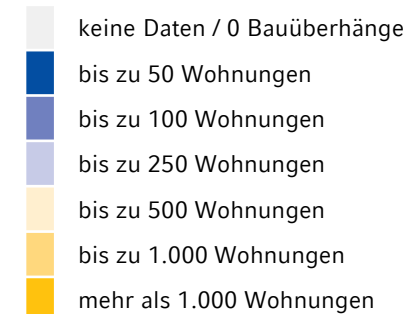 keine Daten / 0 Bauüberhänge
bis zu 50 Wohnungen
bis zu 100 Wohnungen
bis zu 250 Wohnungen
bis zu 500 Wohnungen
bis zu 1.000 Wohnungen
mehr als 1.000 Wohnungen